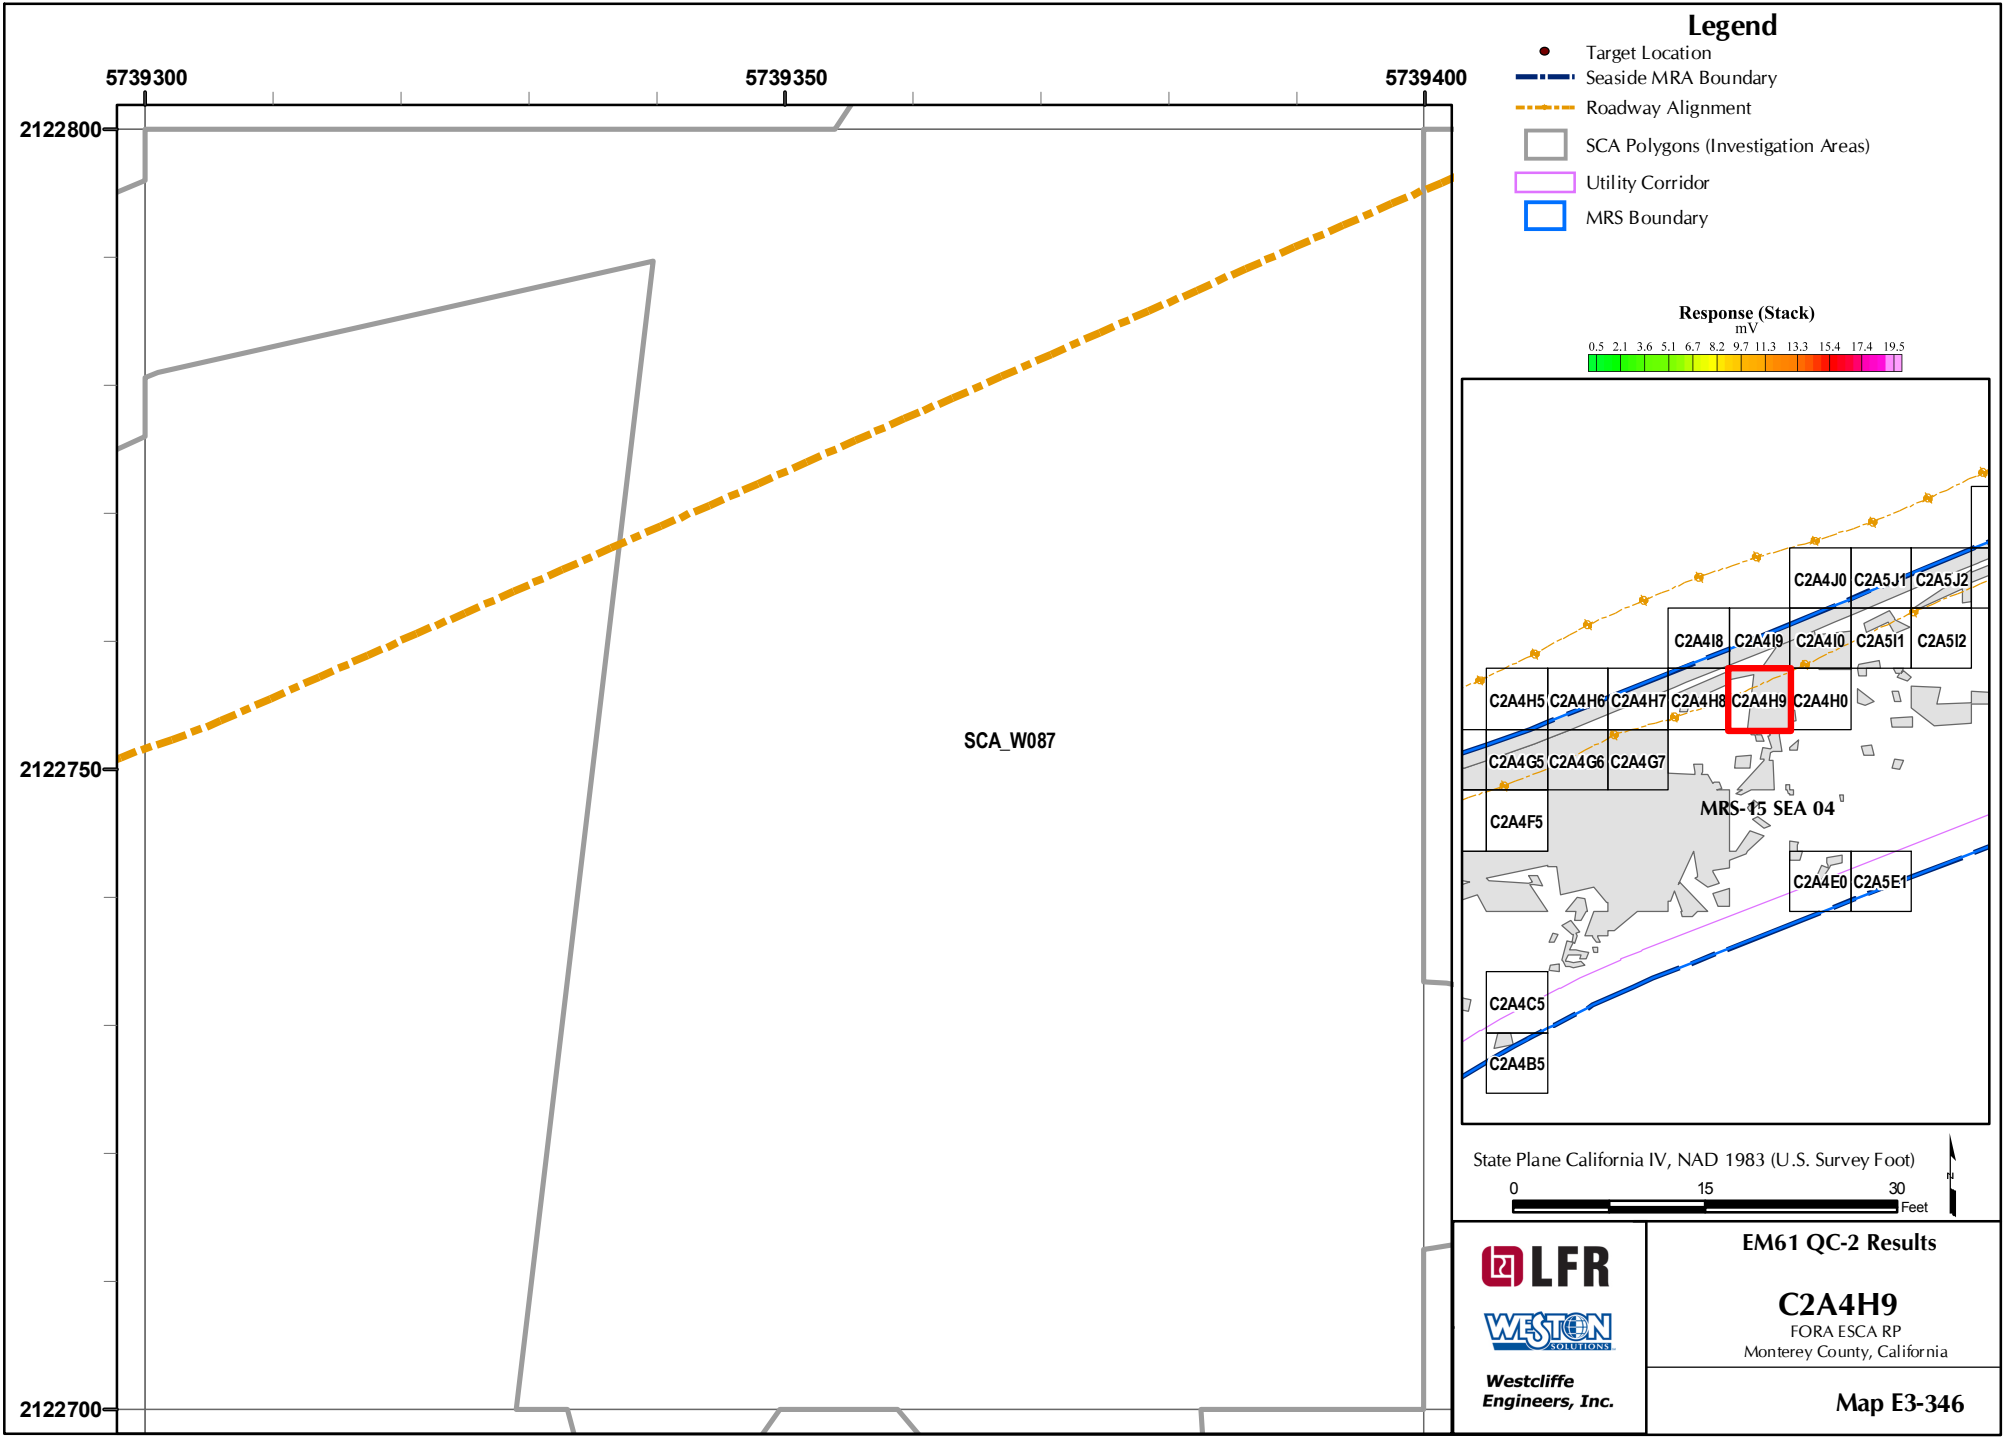 5739300 5739350 5739400
2122800
2122750
2122700
SCA_W087
Legend
Target Location
Seaside MRA Boundary
Roadway Alignment
SCA Polygons (Investigation Areas)
Utility Corridor
MRS Boundary
Response (Stack)
mV
0.5 2.1 3.6 5.1 6.7 8.2 9.7 11.3 13.3 15.4 17.4 19.5
C2A4J0 C2A5J1 C2A5J2
C2A4I8 C2A4I9 C2A4I0 C2A5I1 C2A5I2
C2A4H5 C2A4H6 C2A4H7 C2A4H8 C2A4H9 C2A4H0
C2A4G5 C2A4G6 C2A4G7
MRS-15 SEA 04
C2A4F5
C2A4E0 C2A5E1
C2A4C5
C2A4B5
State Plane California IV, NAD 1983 (U.S. Survey Foot)
0 15 30
Feet
N
LFR
WESTON
SOLUTIONS
Westcliffe
Engineers, Inc.
EM61 QC-2 Results
C2A4H9
FORA ESCA RP
Monterey County, California
Map E3-346